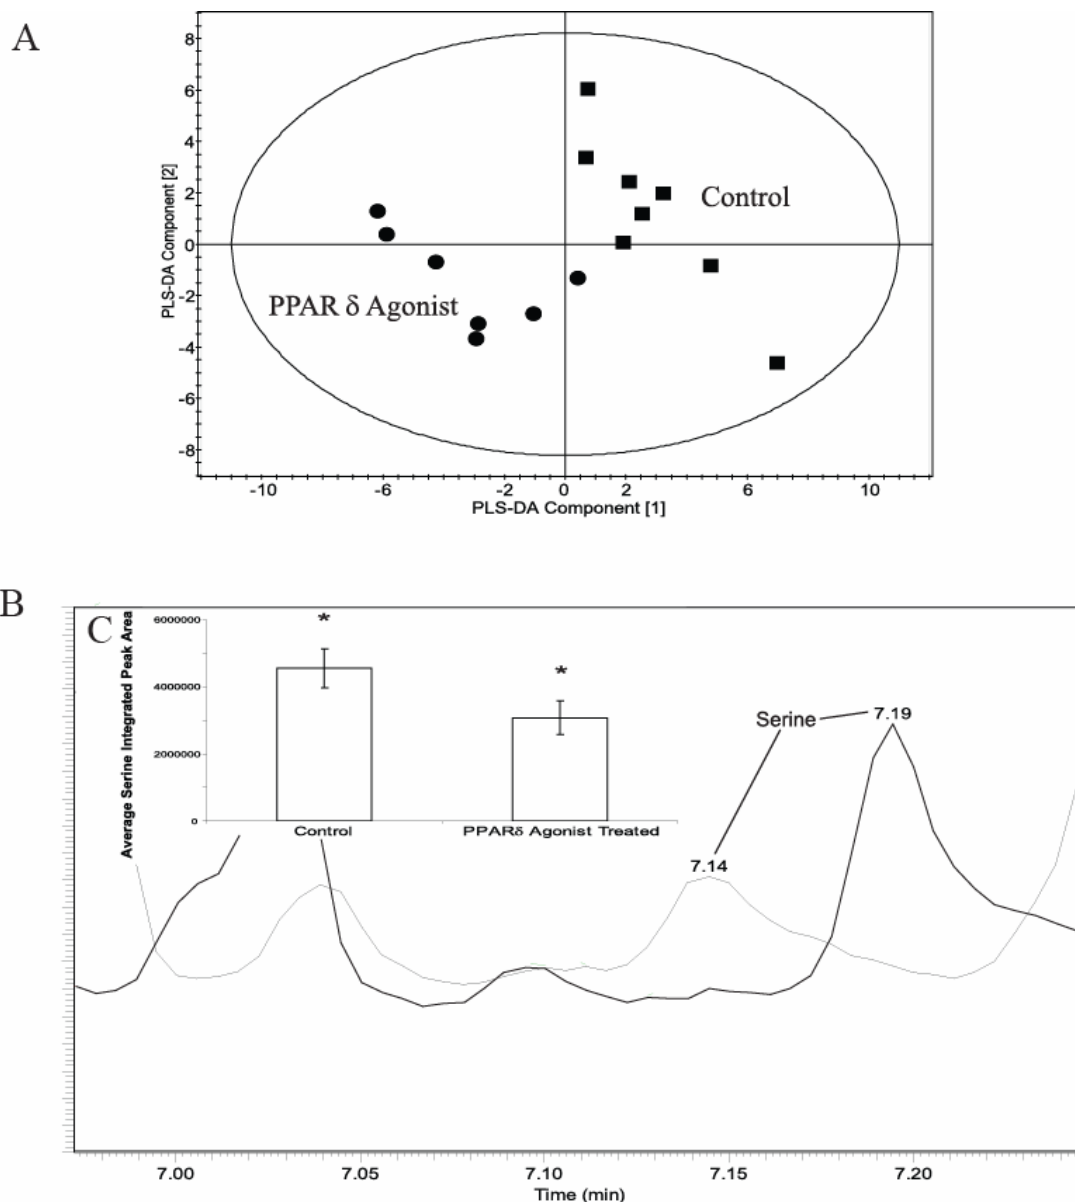 A
8
6
4
2
0
-2
-4
-6
-8
PLS-DA Component [2]
Control
PPAR δ Agonist
-10 -6 -2 0 2 6 10
PLS-DA Component [1]
B
C
Average Serine Integrated Peak Area
6000000
4000000
2000000
0
*
*
Control PPARδ Agonist Treated
Serine
7.19
7.14
7.00 7.05 7.10 7.15 7.20
Time (min)